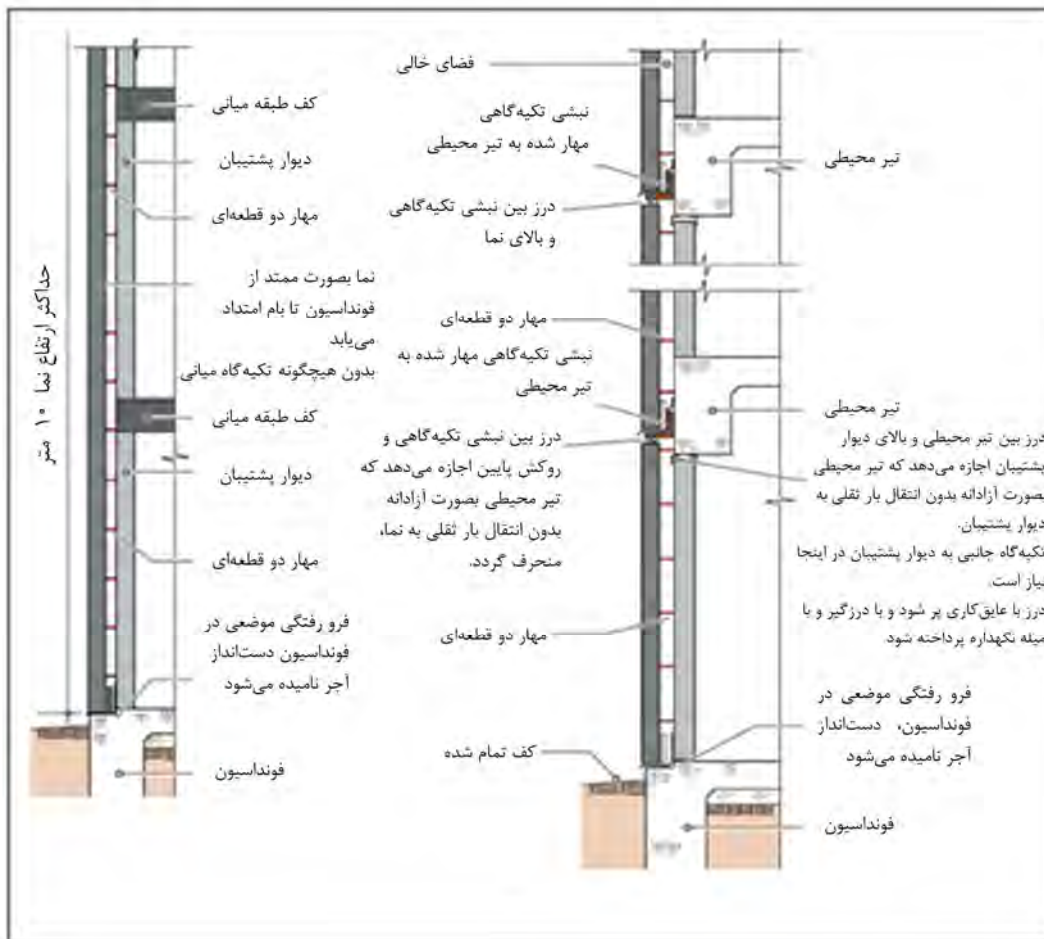 فضای خالی
نبشی تکیه‌گاهی
مهار شده به تیر محیطی
تیر محیطی
درز بین نبشی تکیه‌گاهی
و بالای نما
مهار دو قطعه‌ای
نبشی تکیه‌گاهی مهار شده به
تیر محیطی
تیر محیطی
درز بین تیر محیطی و بالای دیوار
پشتیبان اجازه می‌دهد که تیر محیطی
بصورت آزادانه بدون انتقال بار ثقلی به
دیوار پشتیبان.
تکیه‌گاه جانبی به دیوار پشتیبان در اینجا
نیاز است
درز با عایق‌کاری پر شود و با درزگیر و با
میله نگهداره پرداخته شود
درز بین نبشی تکیه‌گاهی و
روکش پایین اجازه می‌دهد که
تیر محیطی بصورت آزادانه
بدون انتقال بار ثقلی به نما،
منحرف گردد.
مهار دو قطعه‌ای
فرو رفتگی موضعی در
فونداسیون، دست‌انداز
آجر نامیده می‌شود
کف تمام شده
فونداسیون
کف طبقه میانی
دیوار پشتیبان
مهار دو قطعه‌ای
نما بصورت ممتد از
فونداسیون تا بام امتداد
می‌یابد
بدون هیچگونه تکیه‌گاه میانی
کف طبقه میانی
دیوار پشتیبان
مهار دو قطعه‌ای
فرو رفتگی موضعی در
فونداسیون دست‌انداز
آجر نامیده می‌شود
فونداسیون
حداکثر ارتفاع نما ۱۰ متر